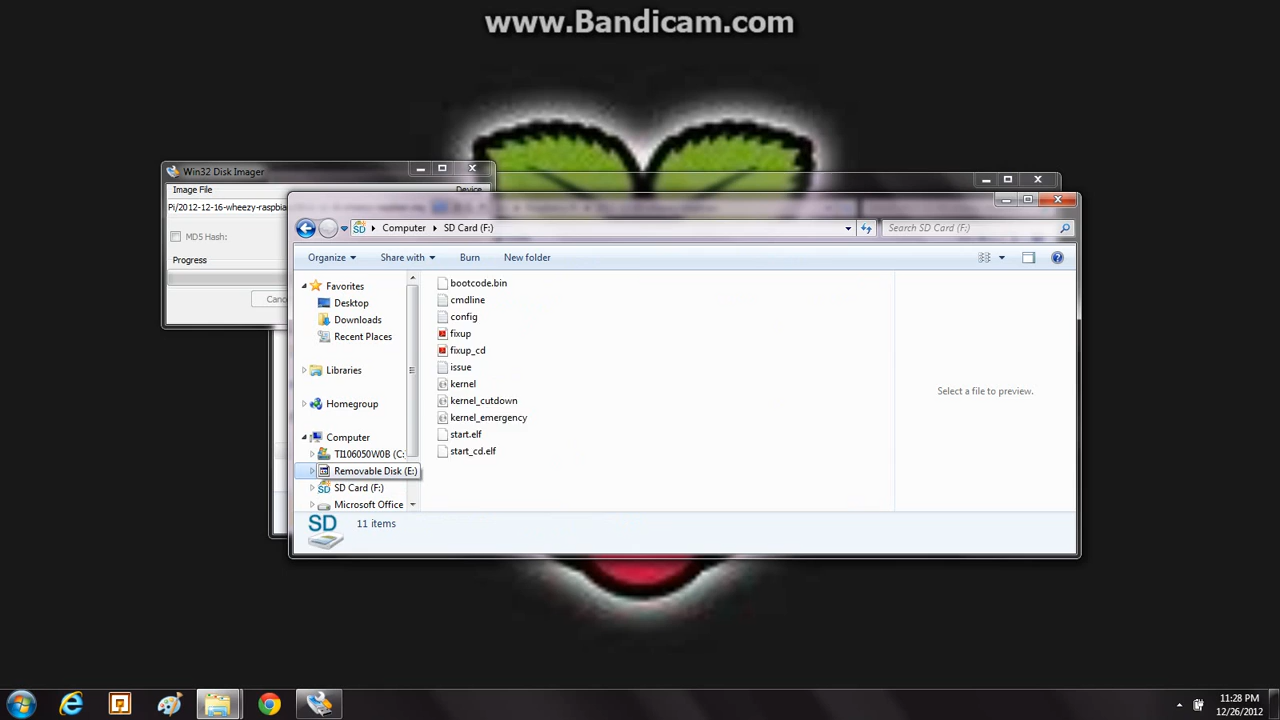 www.Bandicam.com
Win32 Disk Imager
Image File
Device
Pi/2012-12-16-wheezy-raspbia
MD5 Hash:
Progress
Canc
Computer
SD Card (F:)
Search SD Card (F:)
Organize
Share with
Burn
New folder
Favorites
Desktop
Downloads
Recent Places
Libraries
Homegroup
Computer
TI106050W0B (C:
Removable Disk (E:)
SD Card (F:)
Microsoft Office
bootcode.bin
cmdline
config
fixup
fixup_cd
issue
kernel
kernel_cutdown
kernel_emergency
start.elf
start_cd.elf
Select a file to preview.
SD
11 items
11:28 PM
12/26/2012